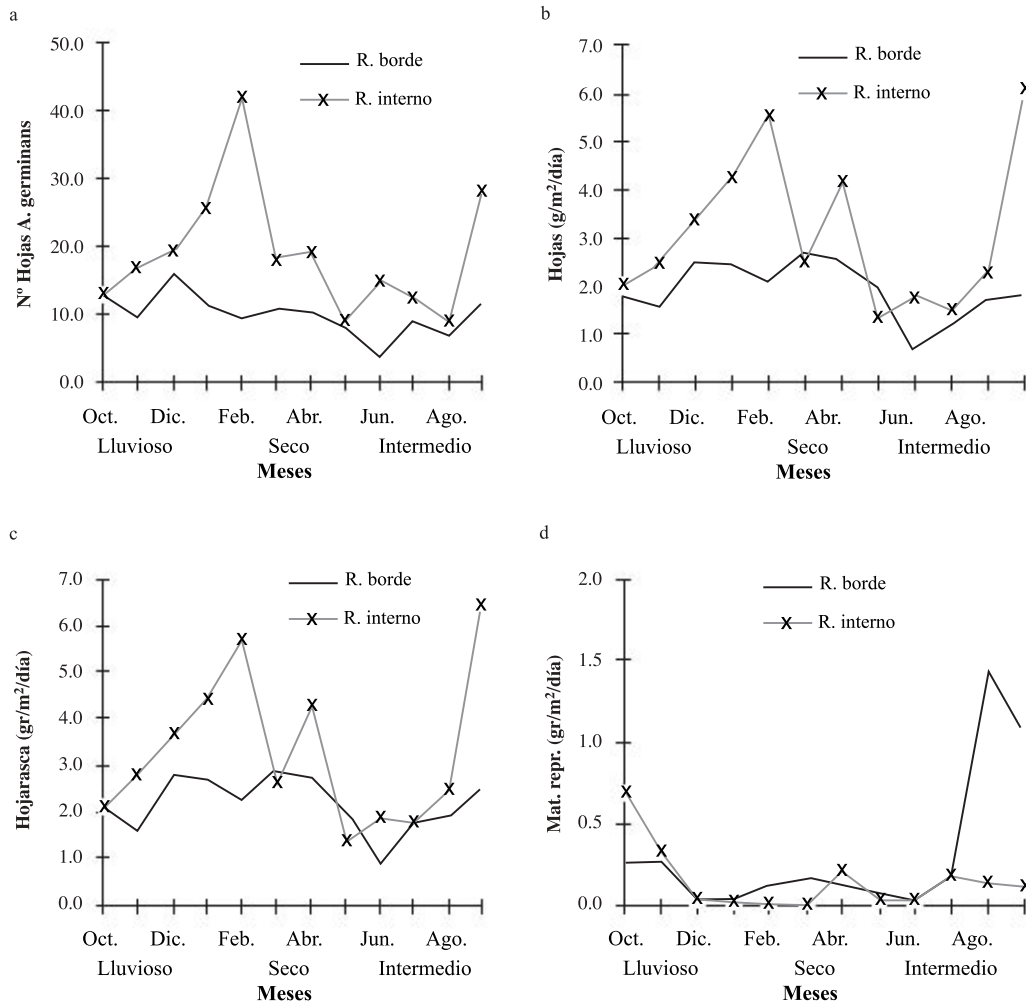 a
50.0
40.0
30.0
20.0
10.0
0.0
Nº Hojas A. germinans
R. borde
R. interno
Oct. Dic. Feb. Abr. Jun. Ago.
Lluvioso Seco Intermedio
Meses
b
7.0
6.0
5.0
4.0
3.0
2.0
1.0
0.0
Hojas (g/m²/día)
R. borde
R. interno
Oct. Dic. Feb. Abr. Jun. Ago.
Lluvioso Seco Intermedio
Meses
c
7.0
6.0
5.0
4.0
3.0
2.0
1.0
0.0
Hojarasca (gr/m²/día)
R. borde
R. interno
Oct. Dic. Feb. Abr. Jun. Ago.
Lluvioso Seco Intermedio
Meses
d
2.0
1.5
1.0
0.5
0.0
Mat. repr. (gr/m²/día)
R. borde
R. interno
Oct. Dic. Feb. Abr. Jun. Ago.
Lluvioso Seco Intermedio
Meses